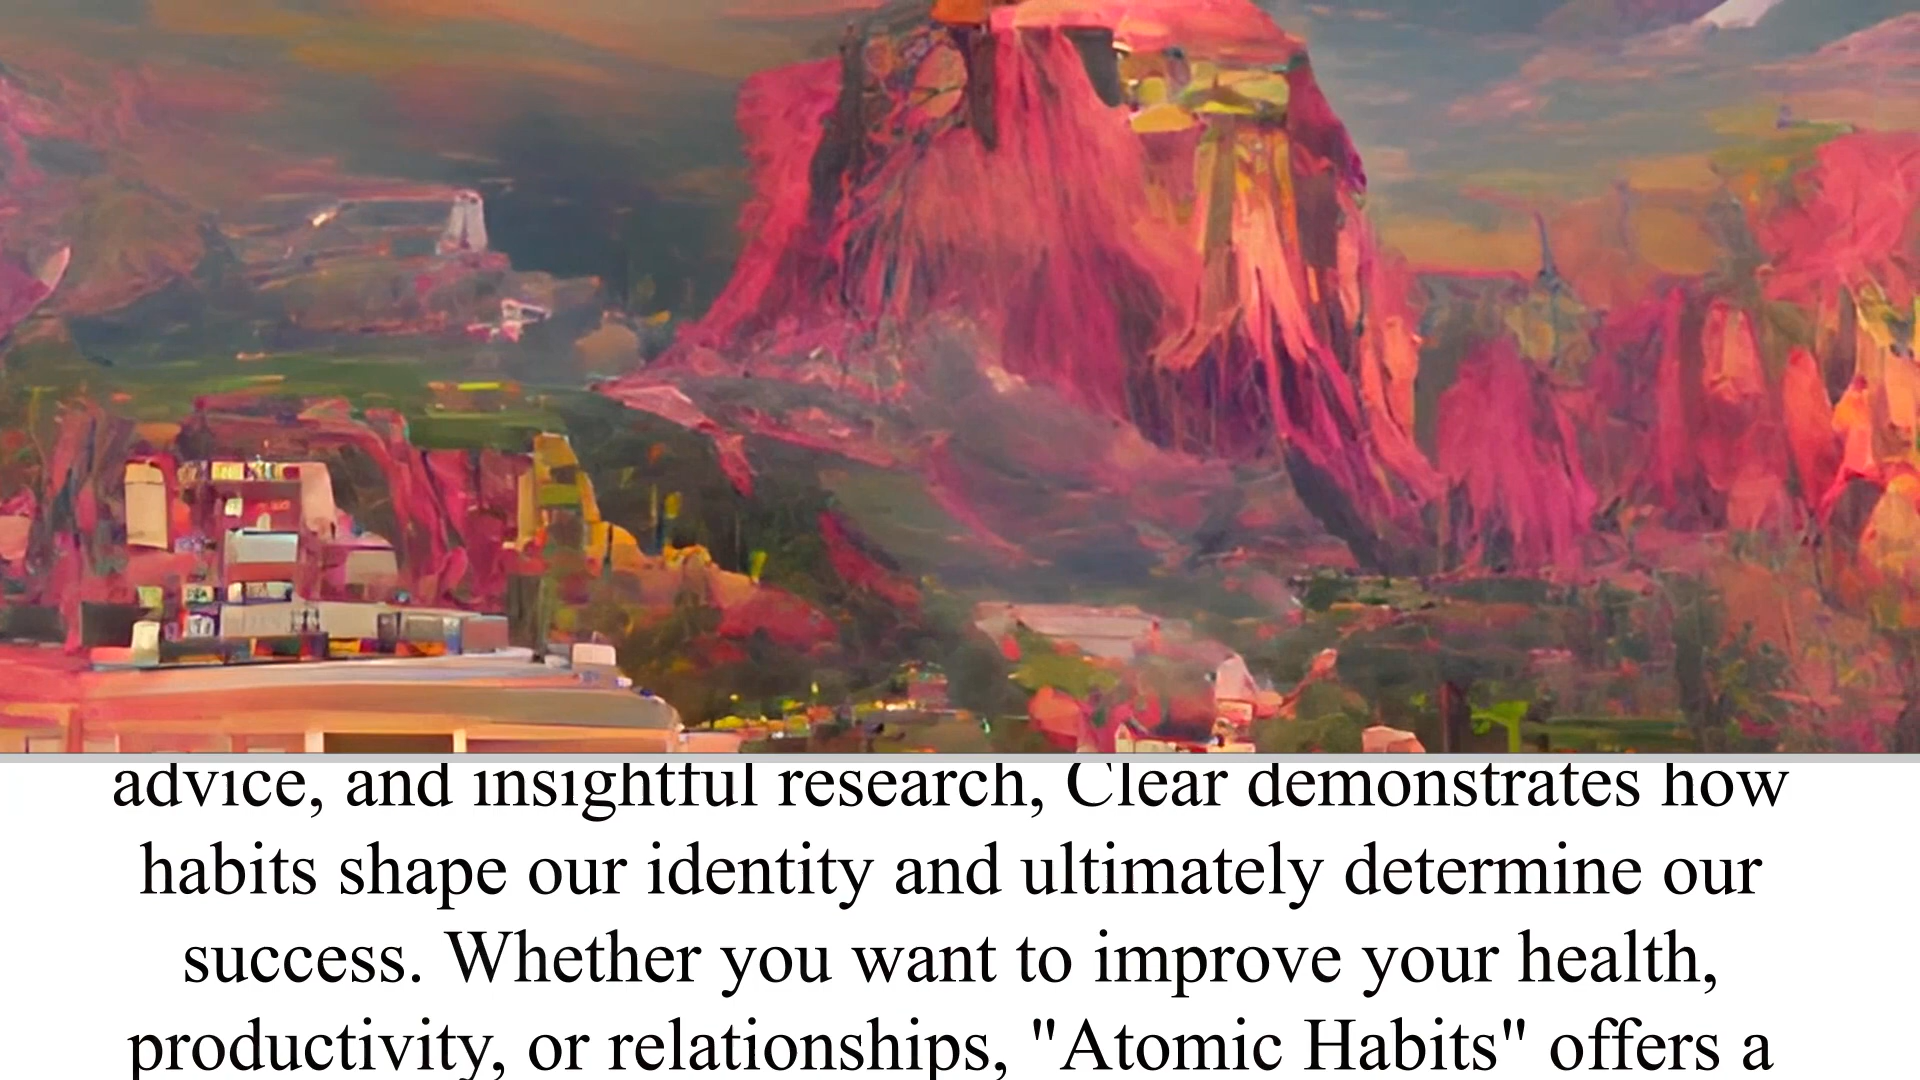 advice, and insightful research, Clear demonstrates how
habits shape our identity and ultimately determine our
success. Whether you want to improve your health,
productivity, or relationships, "Atomic Habits" offers a